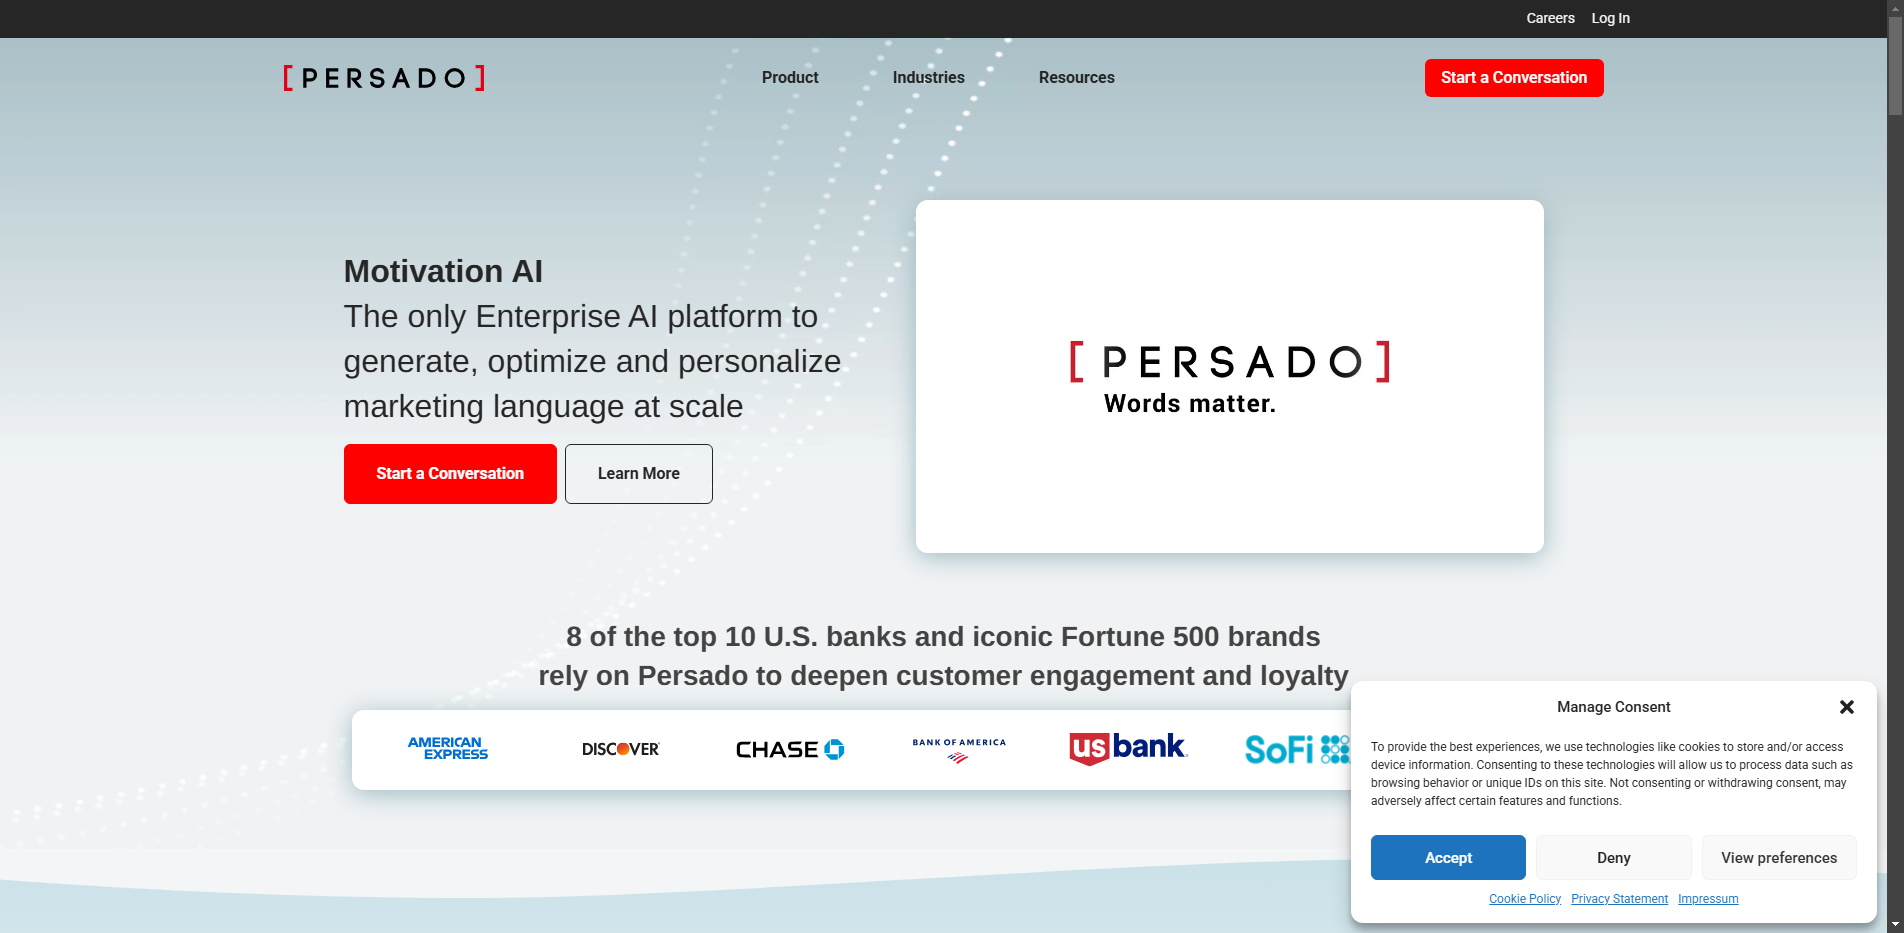 Careers Log In
[PERSADO]
Product Industries Resources
Start a Conversation
Motivation AI
The only Enterprise AI platform to
generate, optimize and personalize
marketing language at scale
Start a Conversation
Learn More
[PERSADO]
Words matter.
8 of the top 10 U.S. banks and iconic Fortune 500 brands
rely on Persado to deepen customer engagement and loyalty
AMERICAN
EXPRESS
DISCOVER
CHASE
BANK OF AMERICA
us bank
SoFi
Manage Consent
To provide the best experiences, we use technologies like cookies to store and/or access
device information. Consenting to these technologies will allow us to process data such as
browsing behavior or unique IDs on this site. Not consenting or withdrawing consent, may
adversely affect certain features and functions.
Accept
Deny
View preferences
Cookie Policy Privacy Statement Impressum